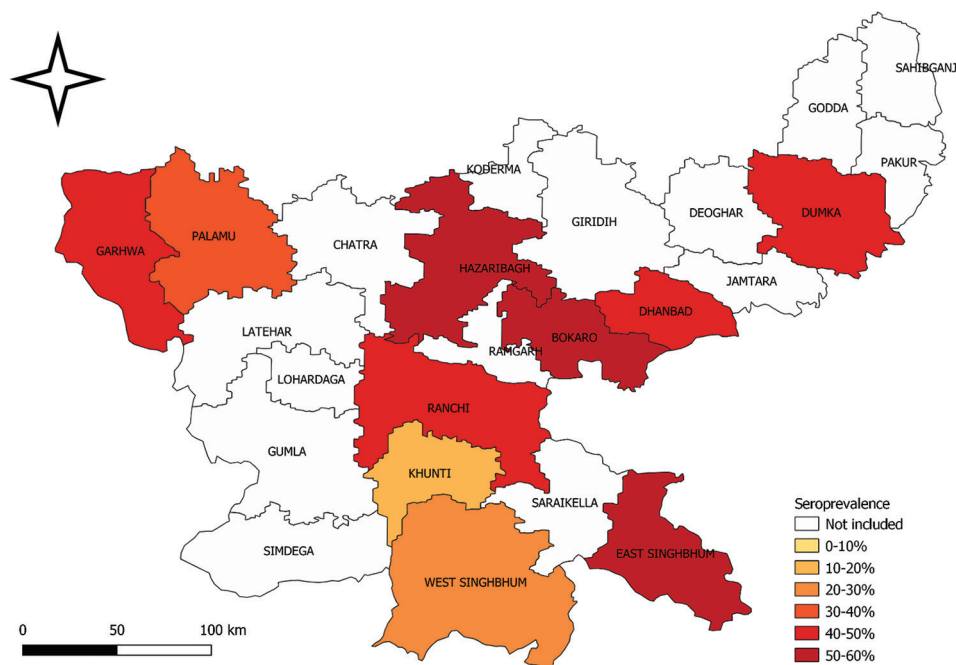 SAHIBGANJ
GODDA
KODERMA
PAKUR
GIRIDIH
DEOGHAR
DUMKA
PALAMU
CHATRA
GARHWA
HAZARIBAGH
JAMTARA
DHANBAD
LATEHAR
BOKARO
RAMGARH
LOHARDAGA
RANCHI
GUMLA
KHUNTI
SARAIKELLA
SIMDEGA
EAST SINGHBHUM
WEST SINGHBHUM
Seroprevalence
Not included
0-10%
10-20%
20-30%
30-40%
40-50%
50-60%
0 50 100 km